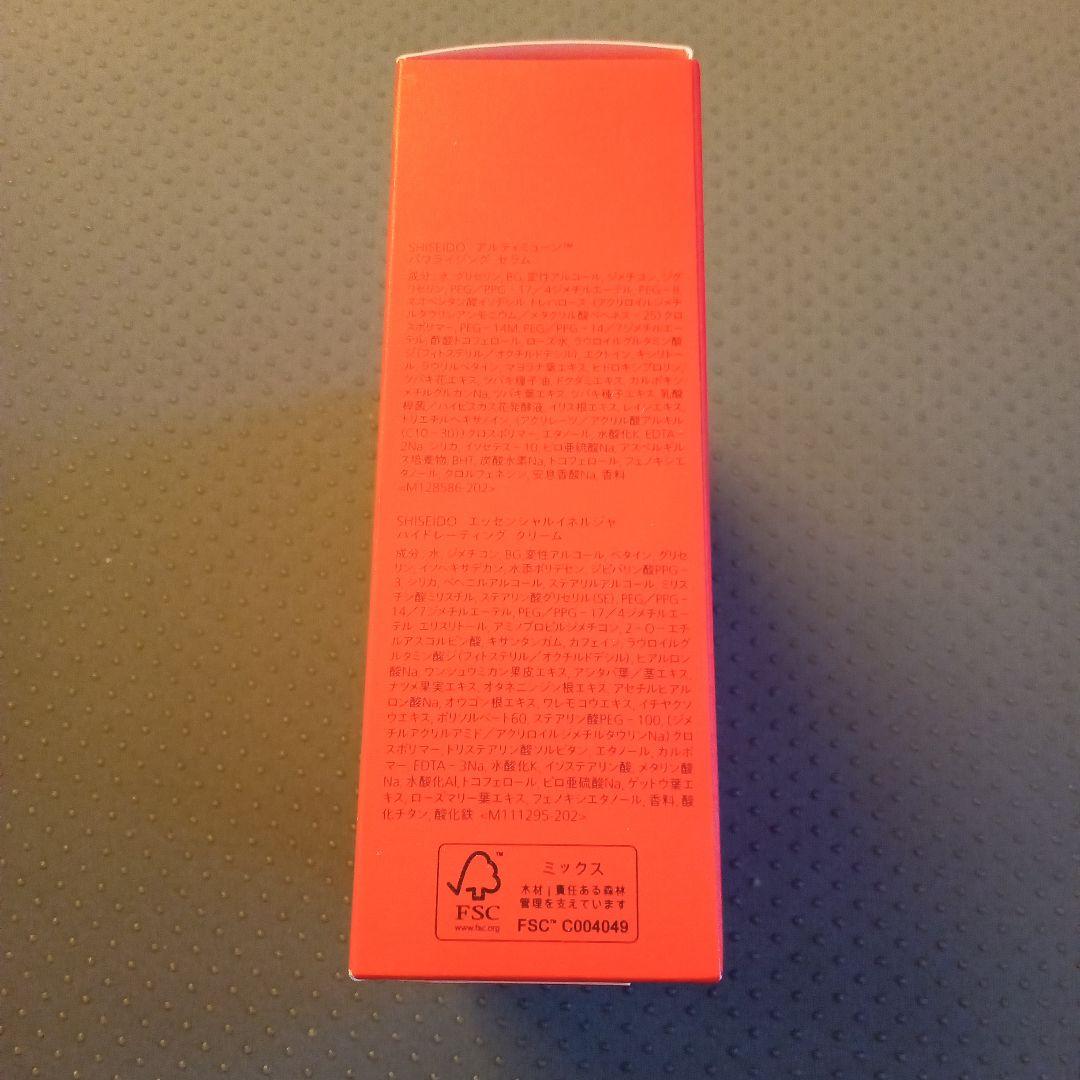 SHISEIDO アルティミューン™
パワライジング セラム
成分:水,グリセリン,BG,変性アルコール,ジメチコン,ジグ
リセリン,PEG/PPG-17/4ジメチルエーテル,PEG-8,
ネオペンタン酸イソデシル,トレハロース,(アクリロイルジメチ
ルタウリンアンモニウム/メタクリル酸ベヘネス-25)クロ
スポリマー,PEG-14M,PEG/PPG-14/7ジメチルエー
テル,酢酸トコフェロール,ローズ水,ラウロイルグルタミン酸
ジ(フィトステリル/オクチルドデシル),エクトイン,キシリトー
ル,ラウリルベタイン,マヨラナ葉エキス,ヒドロキシプロリン,
ツバキ花エキス,ツバキ種子油,ドクダミエキス,カルボキシ
メチルグルカンNa,ツバキ葉エキス,ツバキ種子エキス,乳酸
桿菌/ハイビスカス花発酵液,イリス根エキス,レイシエキス,
トリエチルヘキサノイン,(アクリレーツ/アクリル酸アルキル
(C10-30))クロスポリマー,エタノール,水酸化K,EDTA-
2Na,シリカ,イソセテス-10,ピロ亜硫酸Na,アスペルギル
ス培養物,BHT,炭酸水素Na,トコフェロール,フェノキシエ
タノール,クロルフェネシン,安息香酸Na,香料
<M128586-202>
SHISEIDO エッセンシャルイネルジャ
ハイドレーティング クリーム
成分:水,ジメチコン,BG,変性アルコール,ベタイン,グリセ
リン,イソヘキサデカン,水添ポリデセン,ジピバリン酸PPG-
3,シリカ,ベヘニルアルコール,ステアリルアルコール,ミリス
チン酸ミリスチル,ステアリン酸グリセリル(SE),PEG/PPG-
14/7ジメチルエーテル,PEG/PPG-17/4ジメチルエー
テル,エリスリトール,アミノプロピルジメチコン,2-O-エチ
ルアスコルビン酸,キサンタンガム,カフェイン,ラウロイルグ
ルタミン酸ジ(フィトステリル/オクチルドデシル),ヒアルロン
酸Na,ウンシュウミカン果皮エキス,アシタバ葉/茎エキス,
ナツメ果実エキス,オタネニンジン根エキス,アセチルヒアル
ロン酸Na,オウゴン根エキス,ワレモコウエキス,イチヤクソ
ウエキス,ポリソルベート60,ステアリン酸PEG-100,(ジメ
チルアクリルアミド/アクリロイルジメチルタウリンNa)クロ
スポリマー,トリステアリン酸ソルビタン,エタノール,カルボ
マー,EDTA-3Na,水酸化K,イソステアリン酸,メタリン酸
Na,水酸化Al,トコフェロール,ピロ亜硫酸Na,ゲットウ葉エ
キス,ローズマリー葉エキス,フェノキシエタノール,香料,酸
化チタン,酸化鉄 <M111295-202>
FSC™
www.fsc.org
ミックス
木材|責任ある森林
管理を支えています
FSC™ C004049